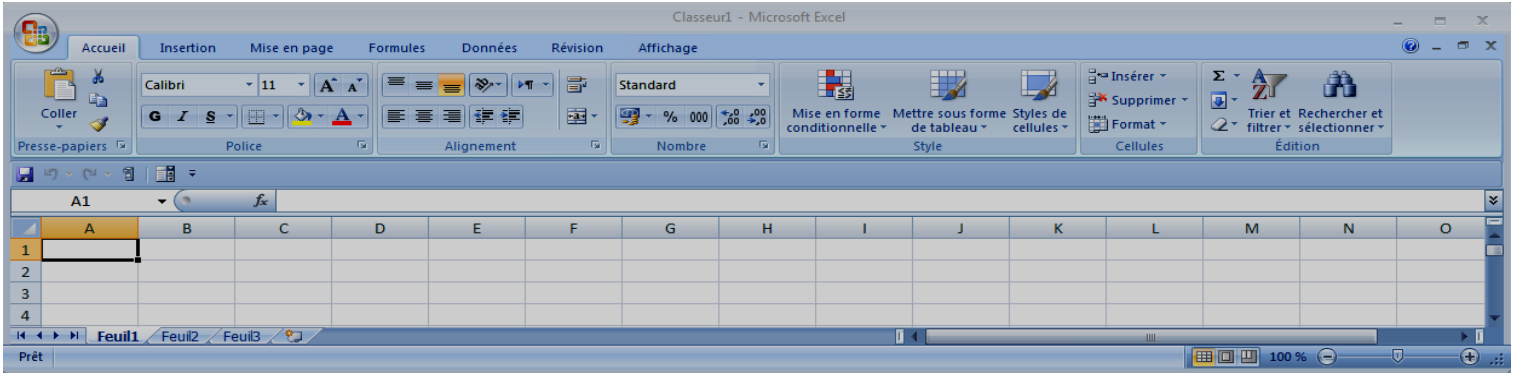 Classeur1 - Microsoft Excel
Accueil Insertion Mise en page Formules Données Révision Affichage
Calibri 11 Standard
Coller
G I S % 000
Mise en forme conditionnelle
Mettre sous forme de tableau
Styles de cellules
Insérer
Supprimer
Format
Σ
Trier et filtrer
Rechercher et sélectionner
Presse-papiers Police Alignement Nombre Style Cellules Édition
A1 fx
A B C D E F G H I J K L M N O
1
2
3
4
Feuil1 Feuil2 Feuil3
Prêt 100 %